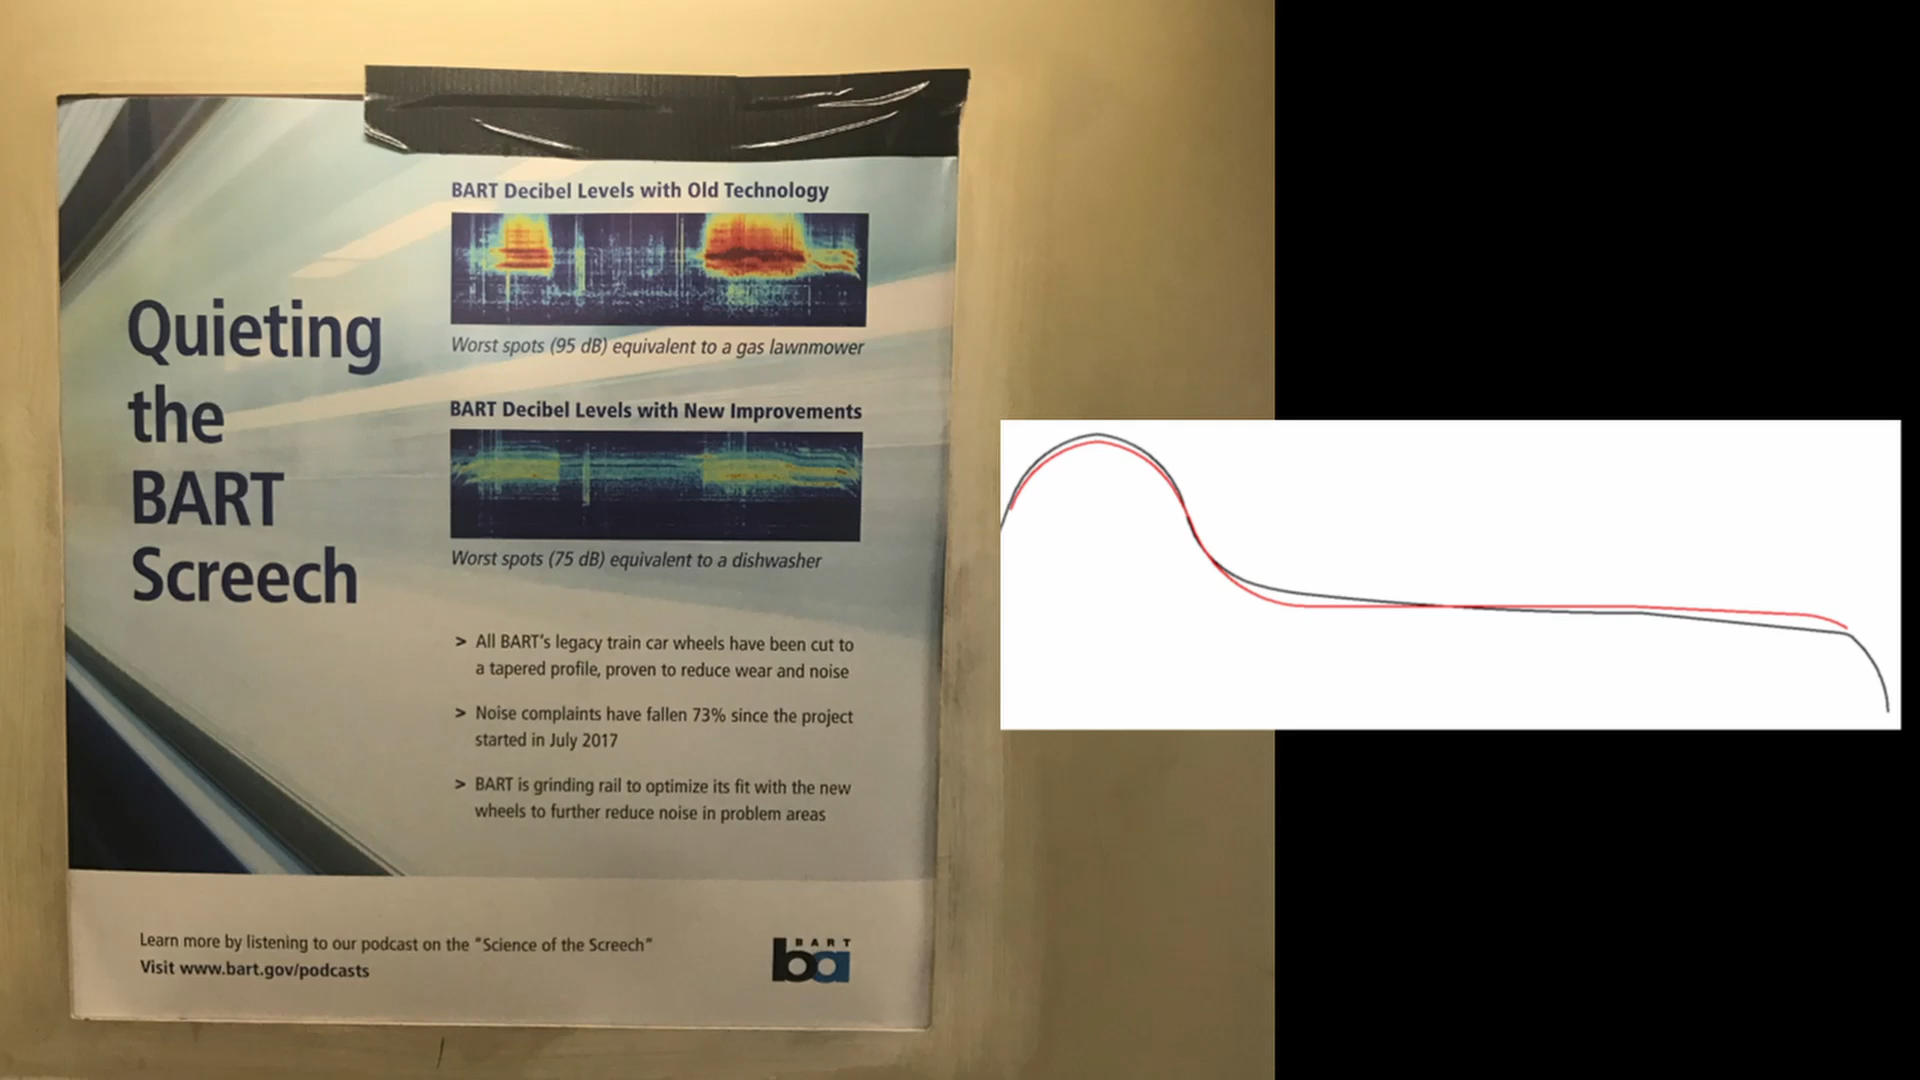 Quieting
the
BART
Screech
BART Decibel Levels with Old Technology
Worst spots (95 dB) equivalent to a gas lawnmower
BART Decibel Levels with New Improvements
Worst spots (75 dB) equivalent to a dishwasher
> All BART's legacy train car wheels have been cut to
a tapered profile, proven to reduce wear and noise
> Noise complaints have fallen 73% since the project
started in July 2017
> BART is grinding rail to optimize its fit with the new
wheels to further reduce noise in problem areas
Learn more by listening to our podcast on the "Science of the Screech"
Visit www.bart.gov/podcasts
BART
ba